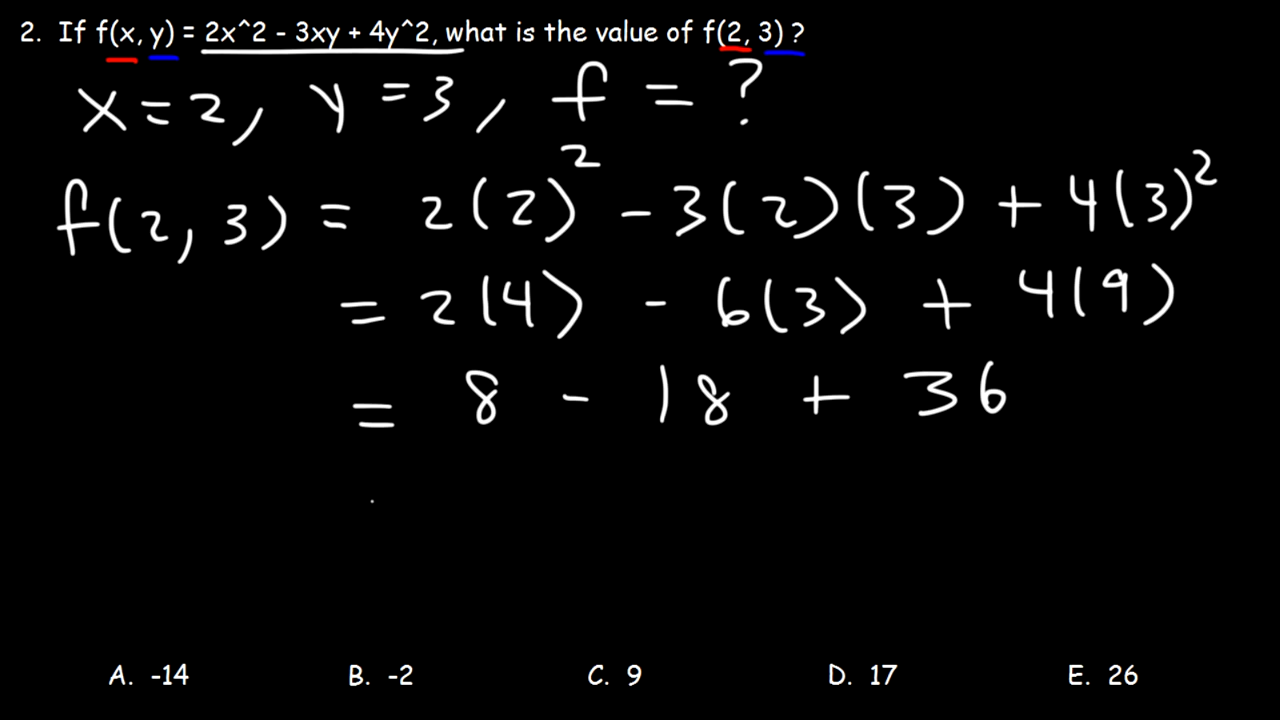 2. If f(x, y) = 2x^2 - 3xy + 4y^2, what is the value of f(2, 3) ?
x = 2, y = 3, f = ?
f(2, 3) = 2(2)² - 3(2)(3) + 4(3)²
= 2(4) - 6(3) + 4(9)
= 8 - 18 + 36
A. -14 B. -2 C. 9 D. 17 E. 26